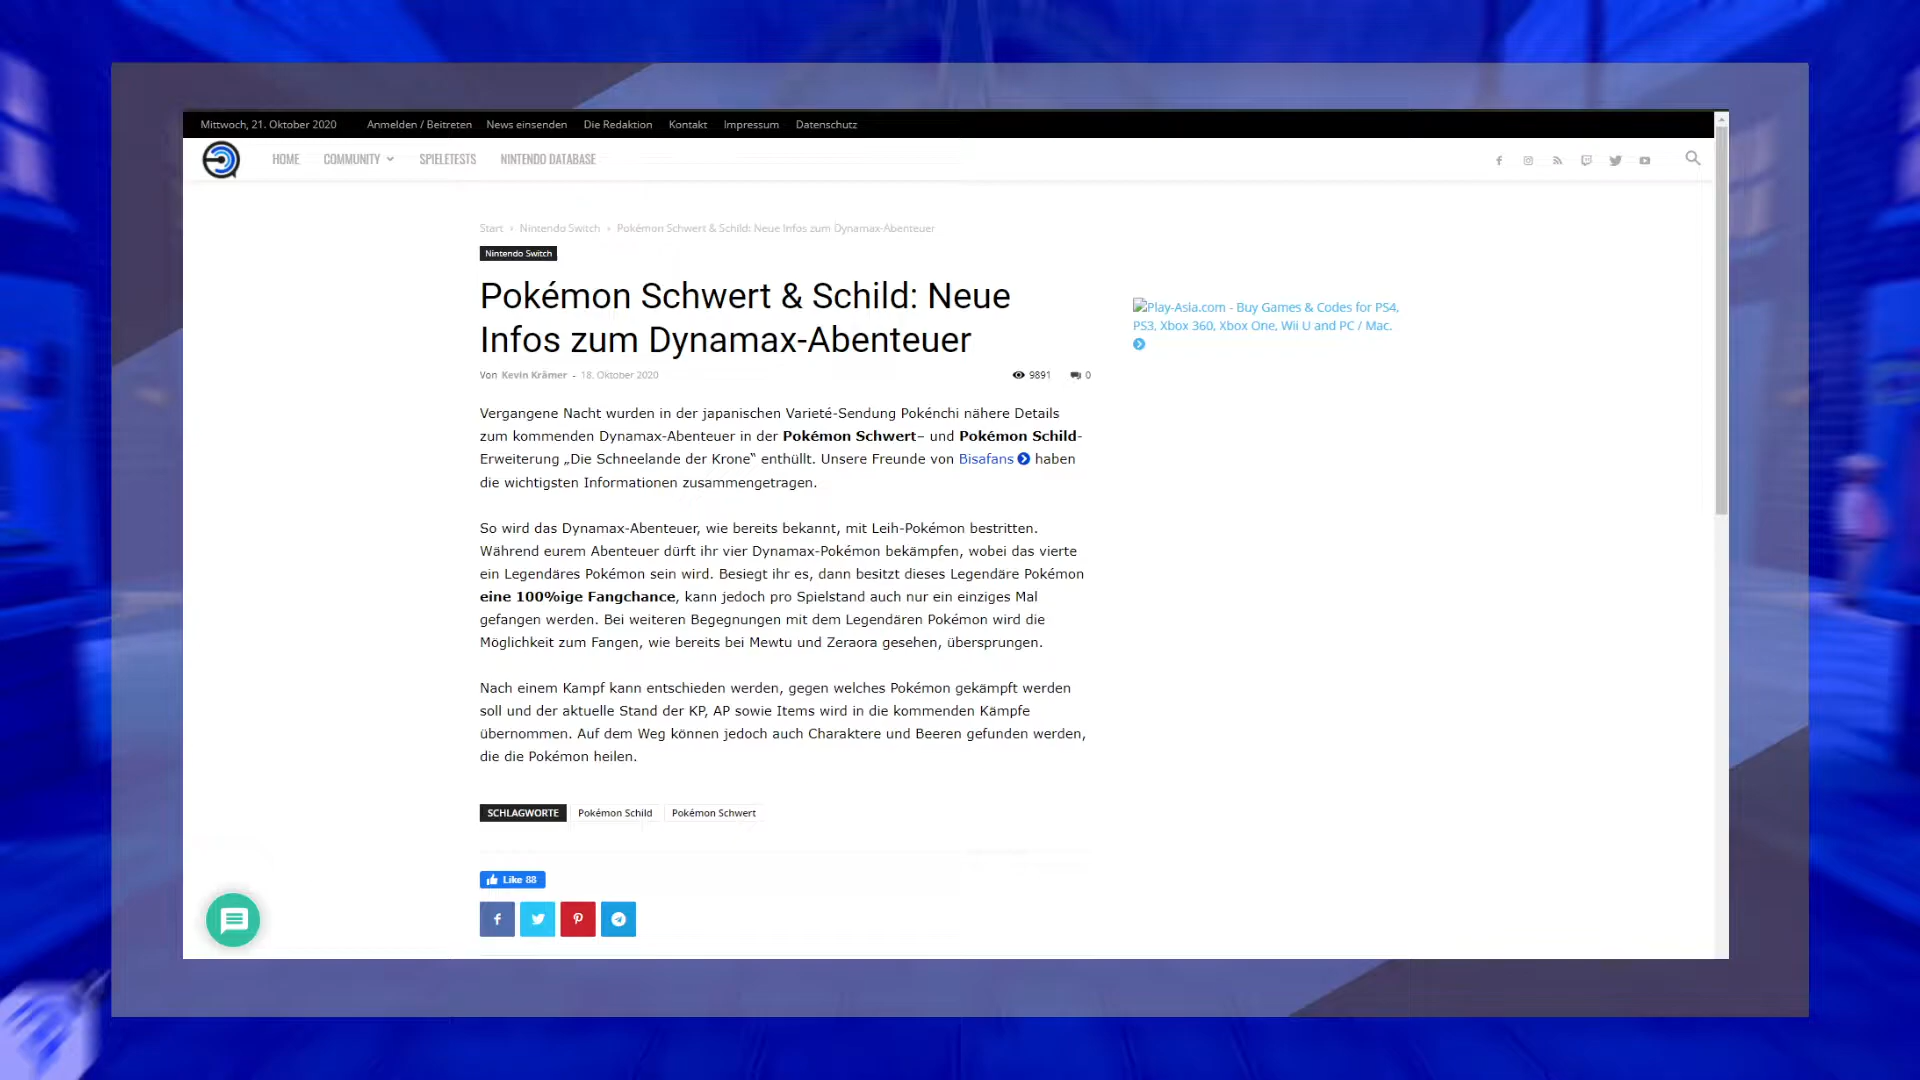 Mittwoch, 21. Oktober 2020 Anmelden / Beitreten News einsenden Die Redaktion Kontakt Impressum Datenschutz
HOME COMMUNITY SPIELETESTS NINTENDO DATABASE
Start › Nintendo Switch › Pokémon Schwert & Schild: Neue Infos zum Dynamax-Abenteuer
Nintendo Switch
Pokémon Schwert & Schild: Neue
Infos zum Dynamax-Abenteuer
Von Kevin Krämer - 18. Oktober 2020 9891 0
Vergangene Nacht wurden in der japanischen Varieté-Sendung Pokénchi nähere Details
zum kommenden Dynamax-Abenteuer in der Pokémon Schwert– und Pokémon Schild-
Erweiterung „Die Schneelande der Krone“ enthüllt. Unsere Freunde von Bisafans haben
die wichtigsten Informationen zusammengetragen.
So wird das Dynamax-Abenteuer, wie bereits bekannt, mit Leih-Pokémon bestritten.
Während eurem Abenteuer dürft ihr vier Dynamax-Pokémon bekämpfen, wobei das vierte
ein Legendäres Pokémon sein wird. Besiegt ihr es, dann besitzt dieses Legendäre Pokémon
eine 100%ige Fangchance, kann jedoch pro Spielstand auch nur ein einziges Mal
gefangen werden. Bei weiteren Begegnungen mit dem Legendären Pokémon wird die
Möglichkeit zum Fangen, wie bereits bei Mewtu und Zeraora gesehen, übersprungen.
Nach einem Kampf kann entschieden werden, gegen welches Pokémon gekämpft werden
soll und der aktuelle Stand der KP, AP sowie Items wird in die kommenden Kämpfe
übernommen. Auf dem Weg können jedoch auch Charaktere und Beeren gefunden werden,
die die Pokémon heilen.
SCHLAGWORTE Pokémon Schild Pokémon Schwert
Like 88
Play-Asia.com - Buy Games & Codes for PS4,
PS3, Xbox 360, Xbox One, Wii U and PC / Mac.